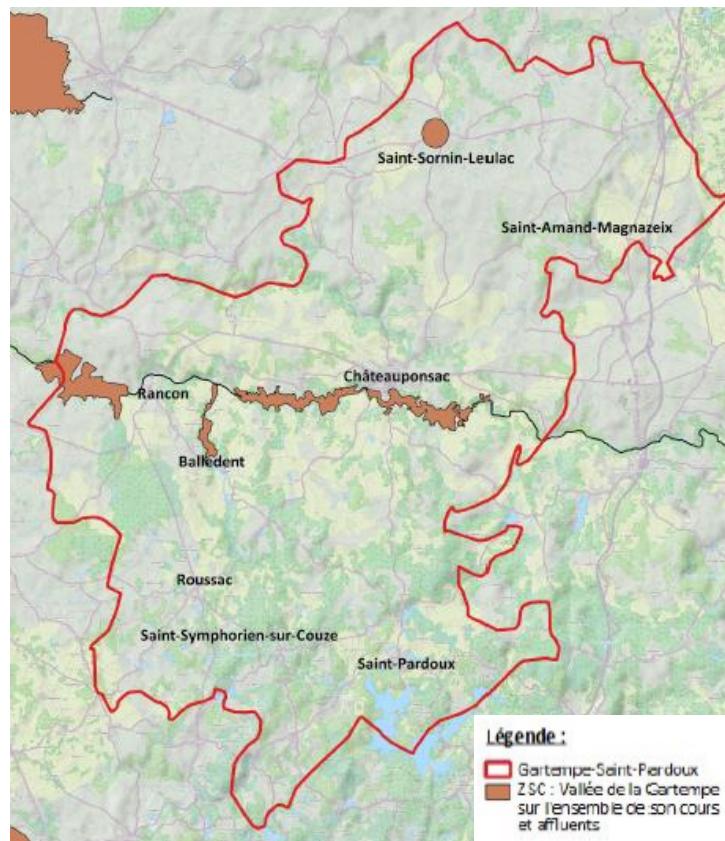 Saint-Sornin-Leulac
Saint-Amand-Magnazeix
Châteauponsac
Rancon
Balledent
Roussac
Saint-Symphorien-sur-Couze
Saint-Pardoux
Légende :
Gartempe-Saint-Pardoux
ZSC : Vallée de la Gartempe
sur l'ensemble de son cours
et affluents